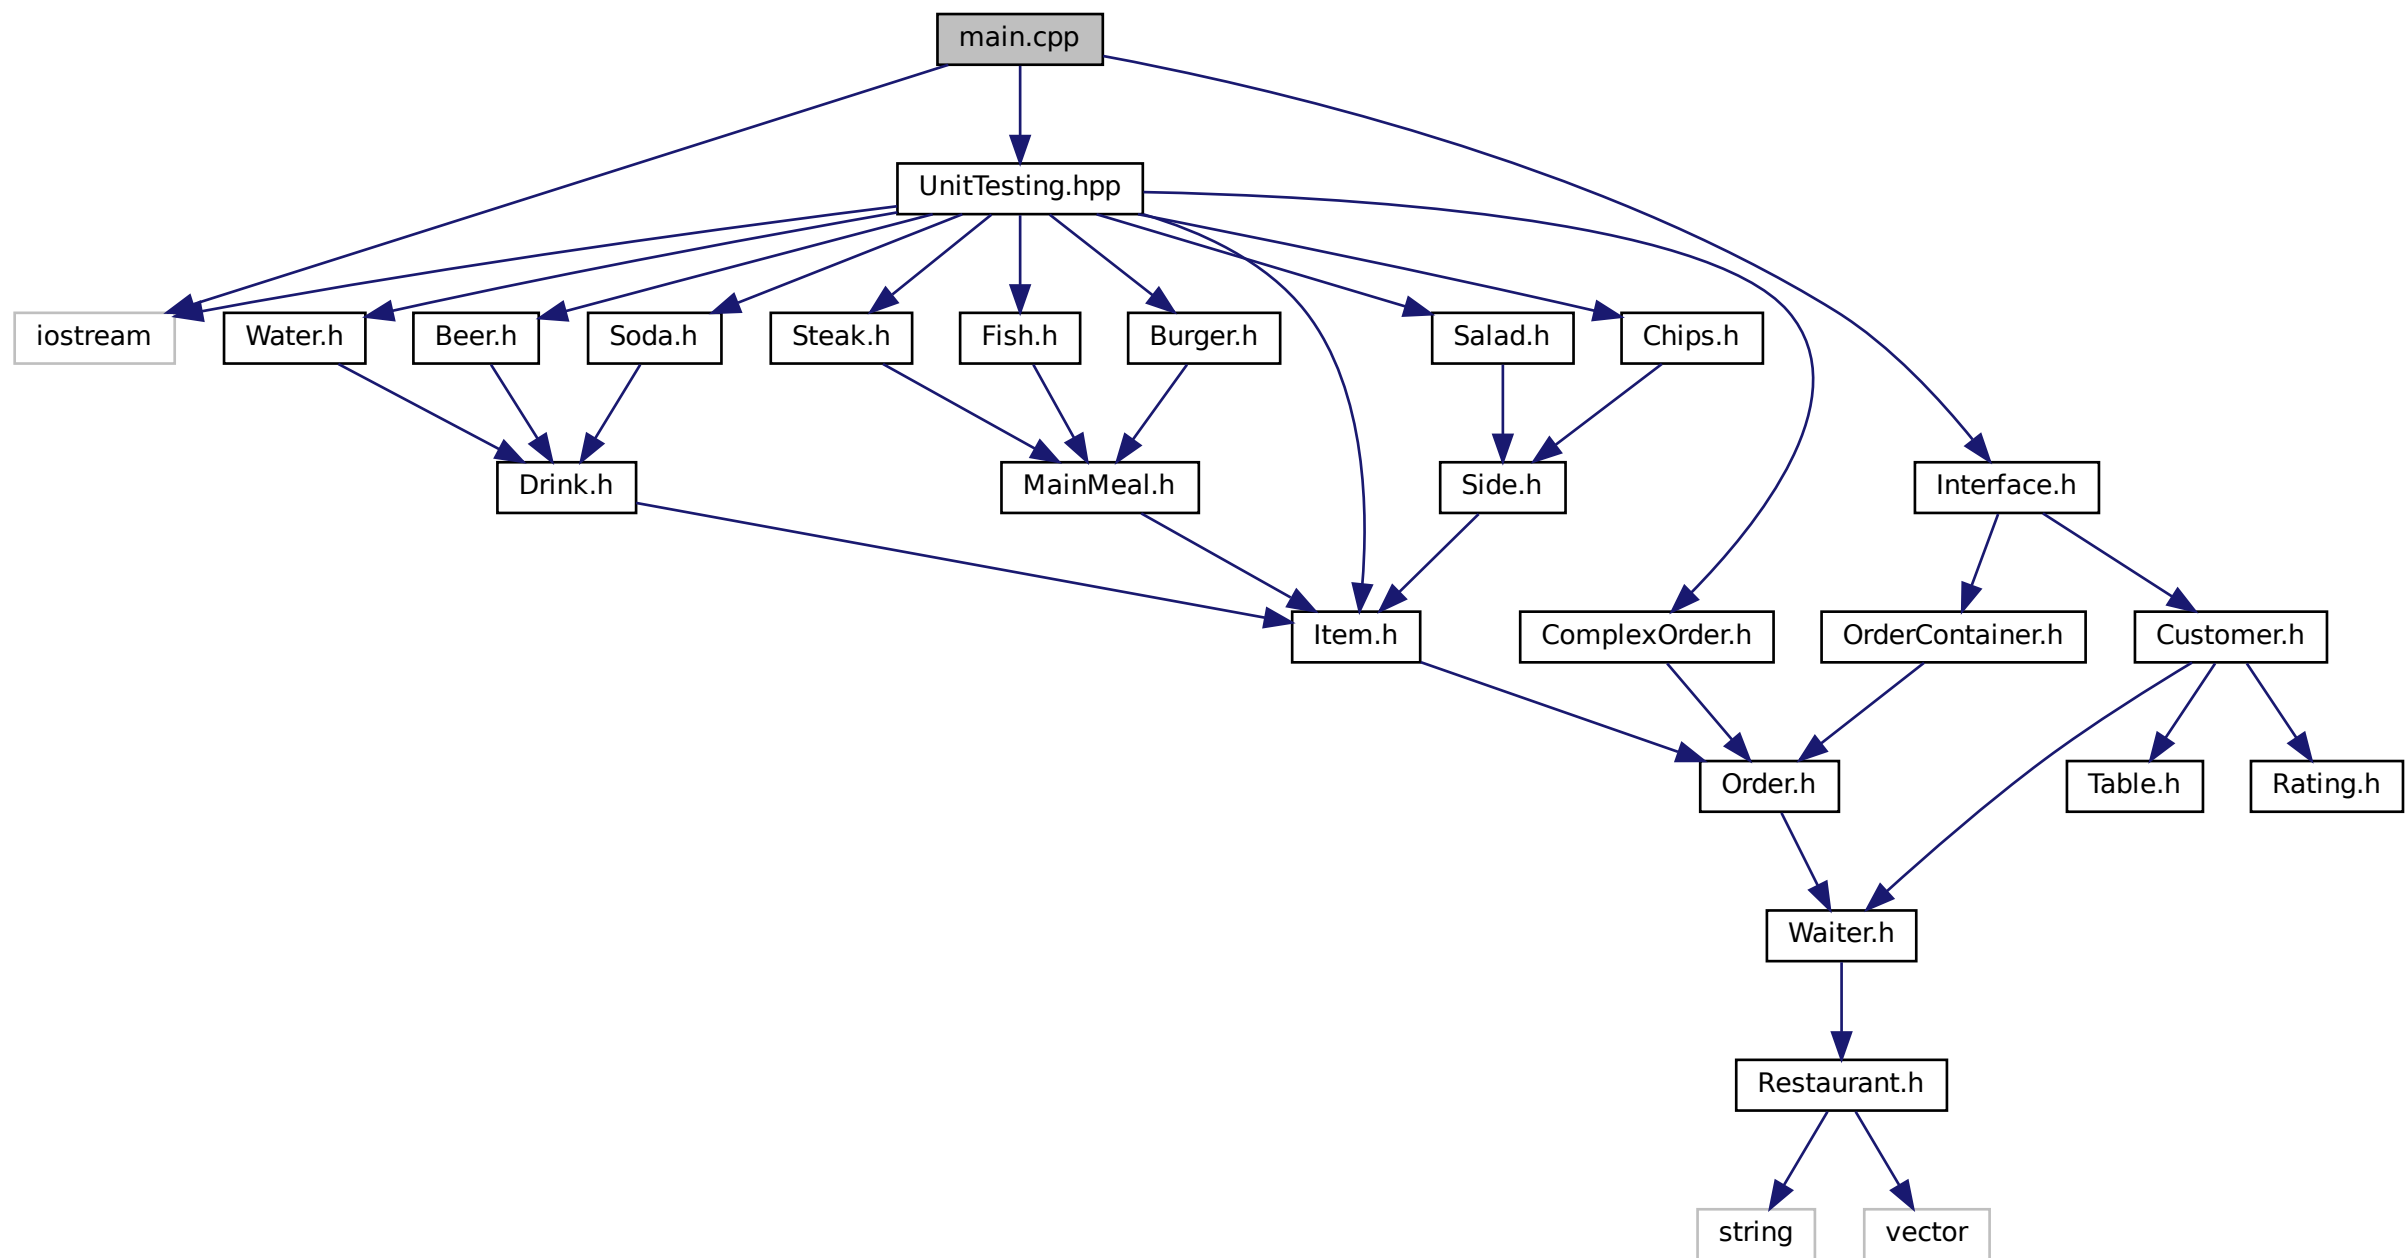 main.cpp
UnitTesting.hpp
iostream
Water.h
Beer.h
Soda.h
Steak.h
Fish.h
Burger.h
Salad.h
Chips.h
Drink.h
MainMeal.h
Side.h
Interface.h
Item.h
ComplexOrder.h
OrderContainer.h
Customer.h
Order.h
Table.h
Rating.h
Waiter.h
Restaurant.h
string
vector